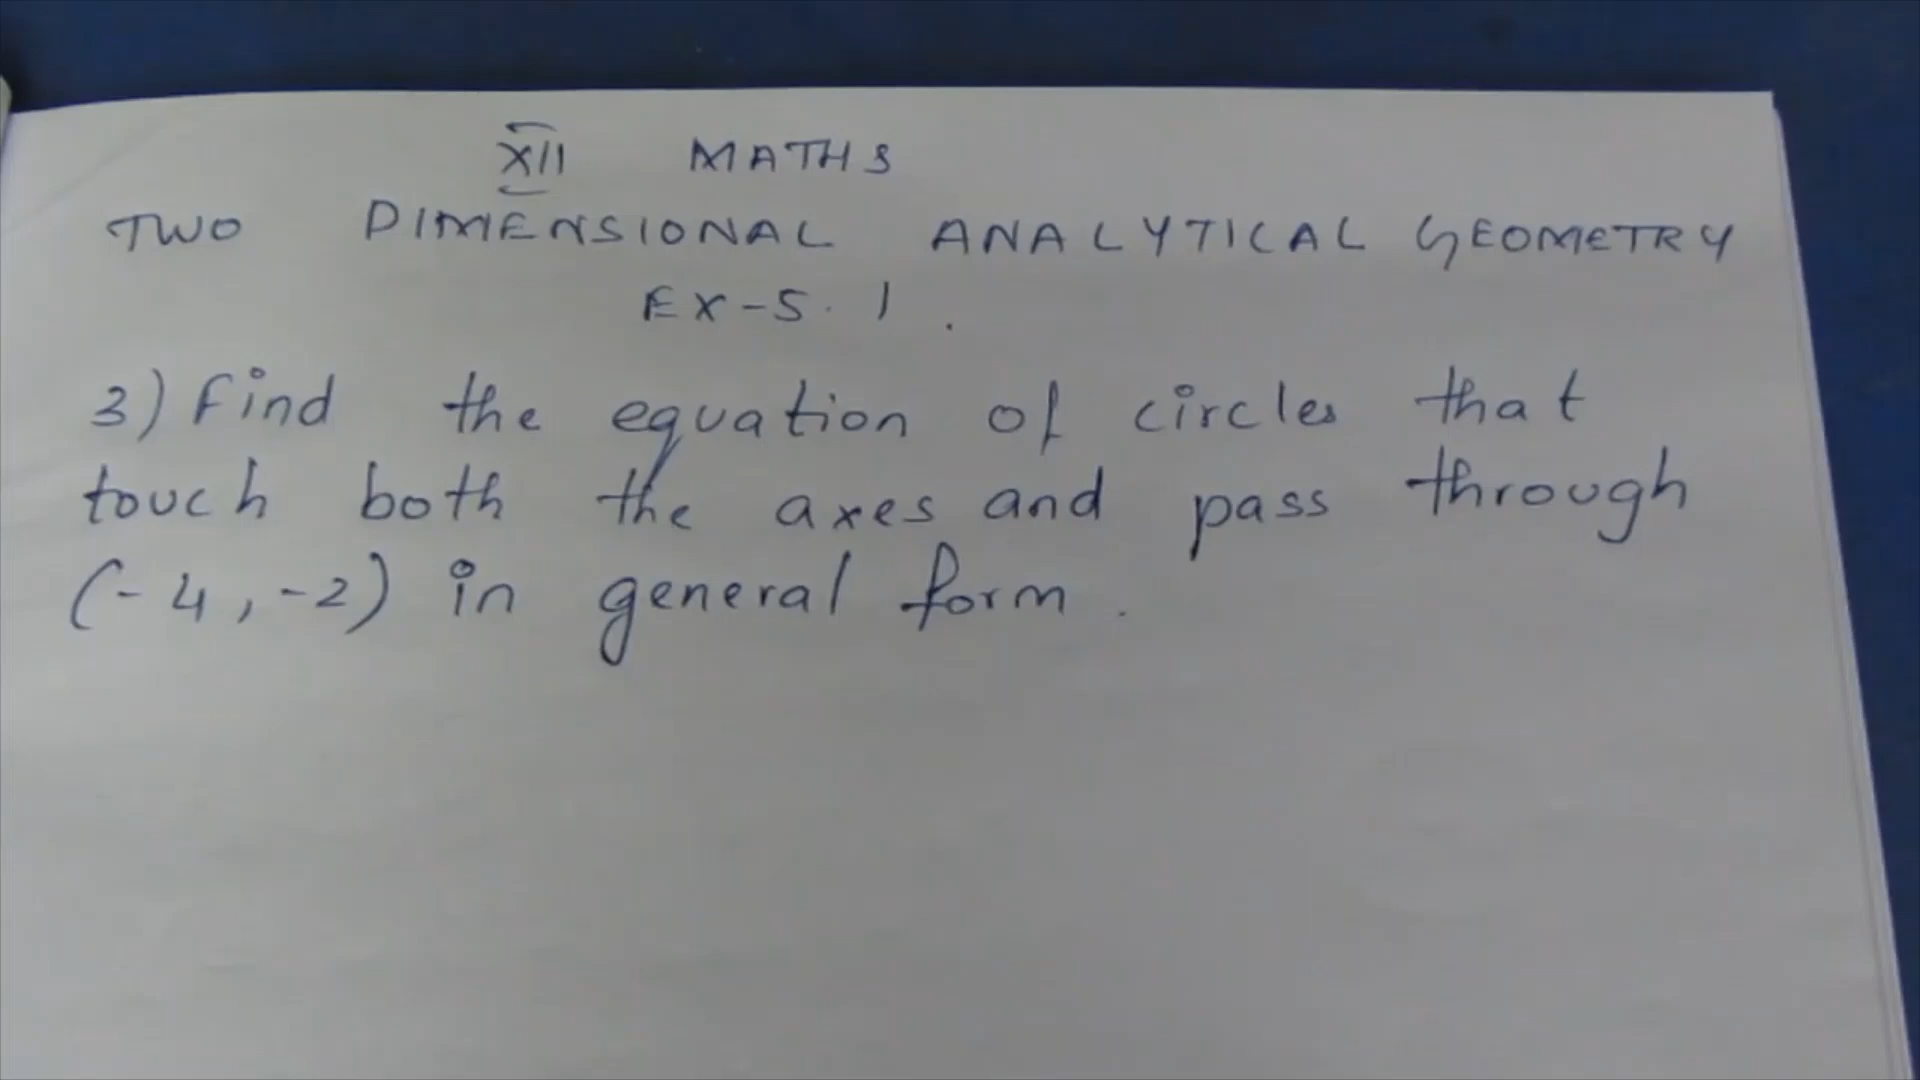 XII MATHS
TWO DIMENSIONAL ANALYTICAL GEOMETRY
EX-5.1.
3) Find the equation of circles that
touch both the axes and pass through
(-4,-2) in general form.